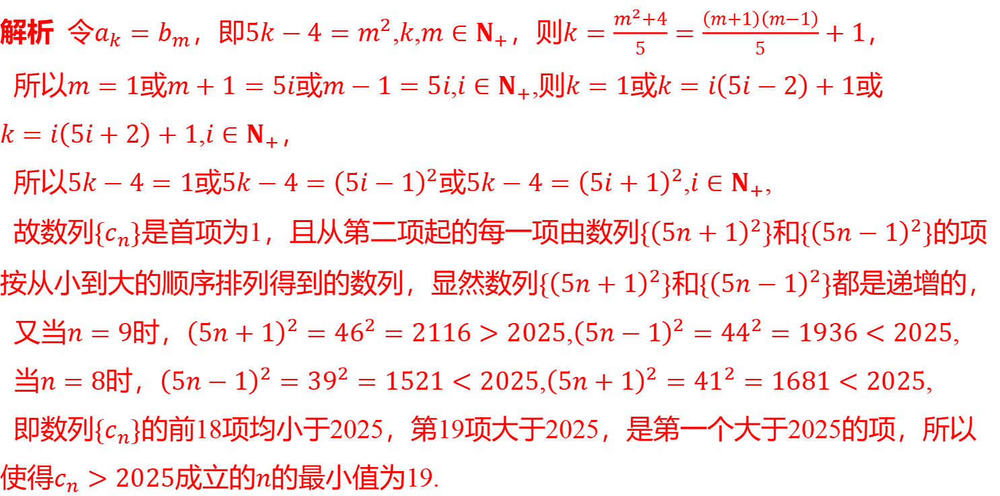 解析 令$a_k=b_m$，即$5k-4=m^2$,$k$,$m\in\mathbf{N}_+$，则$k=\frac{m^2+4}{5}=\frac{(m+1)(m-1)}{5}+1$，
所以$m=1$或$m+1=5i$或$m-1=5i$,$i\in\mathbf{N}_+$,则$k=1$或$k=i(5i-2)+1$或
$k=i(5i+2)+1$,$i\in\mathbf{N}_+$，
所以$5k-4=1$或$5k-4=(5i-1)^2$或$5k-4=(5i+1)^2$,$i\in\mathbf{N}_+$,
故数列$\{c_n\}$是首项为1，且从第二项起的每一项由数列$\{(5n+1)^2\}$和$\{(5n-1)^2\}$的项
按从小到大的顺序排列得到的数列，显然数列$\{(5n+1)^2\}$和$\{(5n-1)^2\}$都是递增的，
又当$n=9$时，$(5n+1)^2=46^2=2116>2025$,$(5n-1)^2=44^2=1936<2025$,
当$n=8$时，$(5n-1)^2=39^2=1521<2025$,$(5n+1)^2=41^2=1681<2025$,
即数列$\{c_n\}$的前18项均小于2025，第19项大于2025，是第一个大于2025的项，所以
使得$c_n>2025$成立的$n$的最小值为19.